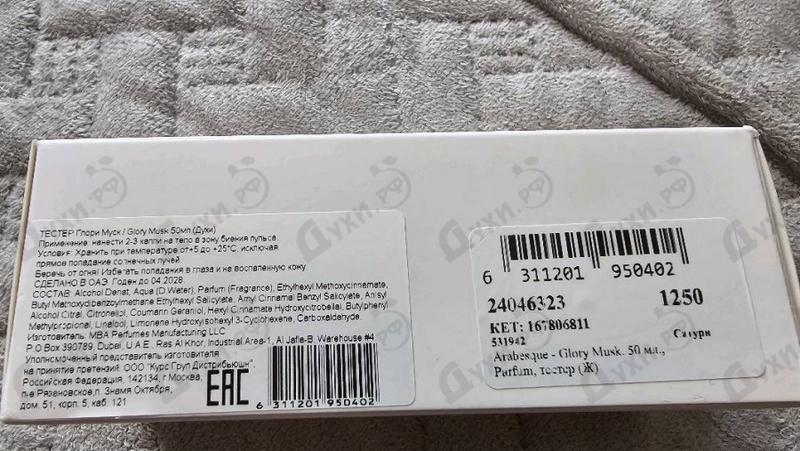 ТЕСТЕР Глори Муск / Glory Musk 50мл (Духи)
Применение: нанести 2-3 капли на тело в зону биения пульса.
Условия: Хранить при температуре от+5 до +25°C, исключая
прямое попадание солнечных лучей.
Беречь от огня! Избегать попадания в глаза и на воспаленную кожу
СДЕЛАНО В ОАЭ. Годен до 04.2028
СОСТАВ: Alcohol Denat, Aqua (D.Water), Parfum (Fragrance), Ethylhexyl Methoxycinnamate,
Butyl Mathoxydibenzoylmethane Ethylhexyl Salicylate, Amyl Cinnamal Benzyl Salicylate, Anisyl
Alcohol Citral, Citronellol, Coumarin Geraniol, Hexyl Cinnamate Hydroxycitrobellal, Butylphenyl
Methylpropional, Linalool, Limonene Hydroxyisohexyl 3-Cyclohexene, Carboxaldehyde.
Изготовитель: MBA Perfumes Manufacturing LLC
P.O Box 390789, Dubai, U.A.E., Ras Al Khor, Industrial Area-1, Al Jafla-B Warehouse #4
Уполномоченный представитель изготовителя
на принятие претензий: ООО "Курс Груп Дистрибьюшн",
Российская Федерация, 142134, г.Москва,
п-е Рязановское, п. Знамя Октября,
дом. 51, корп. 5, каб. 121
EAC
6 311201 950402
6 311201 950402
24046323 1250
КЕТ: 167806811
531942 Сатурн
Arabesque - Glory Musk. 50 мл.,
Parfum, тестер (Ж)
Духи.РФ